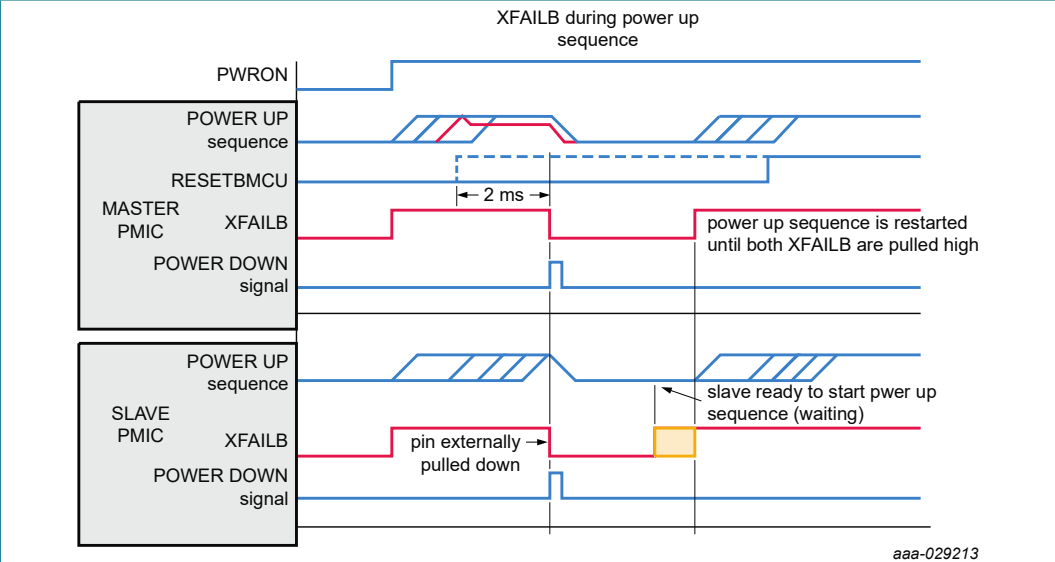 XFAILB during power up
sequence
PWRON
POWER UP
sequence
RESETBMCU
2 ms
MASTER
PMIC
XFAILB
power up sequence is restarted
until both XFAILB are pulled high
POWER DOWN
signal
POWER UP
sequence
slave ready to start pwer up
sequence (waiting)
SLAVE
PMIC
XFAILB
pin externally
pulled down
POWER DOWN
signal
aaa-029213